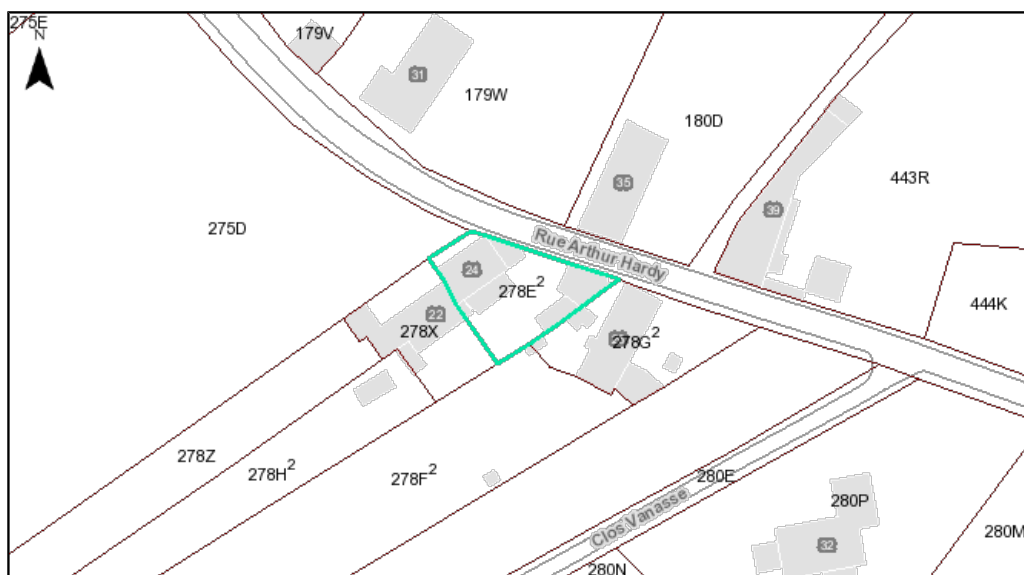 275E
N
179V
31
179W
180D
35
443R
39
275D
Rue Arthur Hardy
24
278E²
444K
22
278X
278G²
278Z
278H²
278F²
280E
Clos Vanasse
280P
280M
32
280N